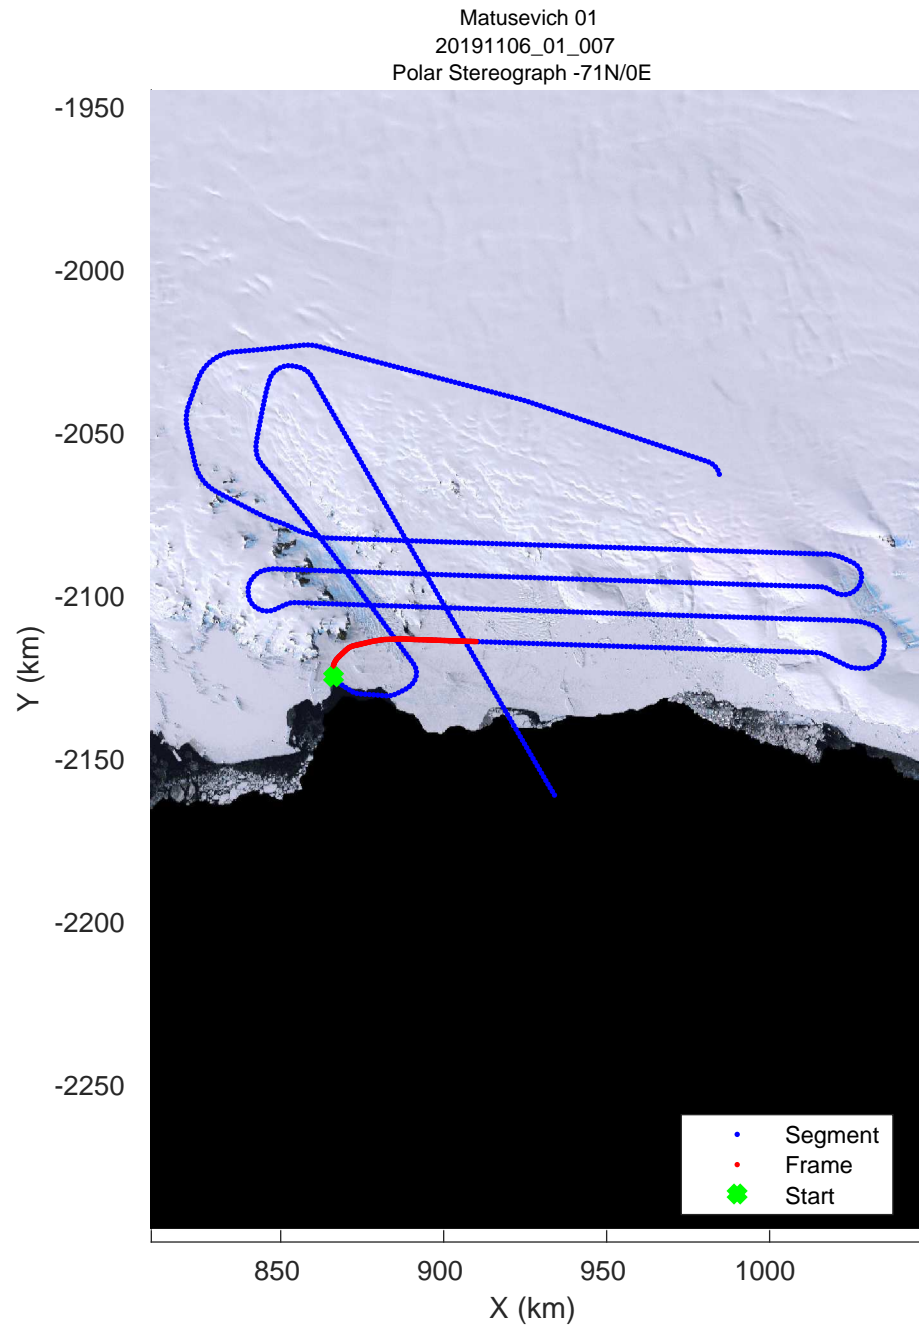 Matusevich 01
20191106_01_007
Polar Stereograph -71N/0E
-1950
-2000
-2050
-2100
-2150
-2200
-2250
Y (km)
Segment
Frame
Start
850
900
950
1000
X (km)